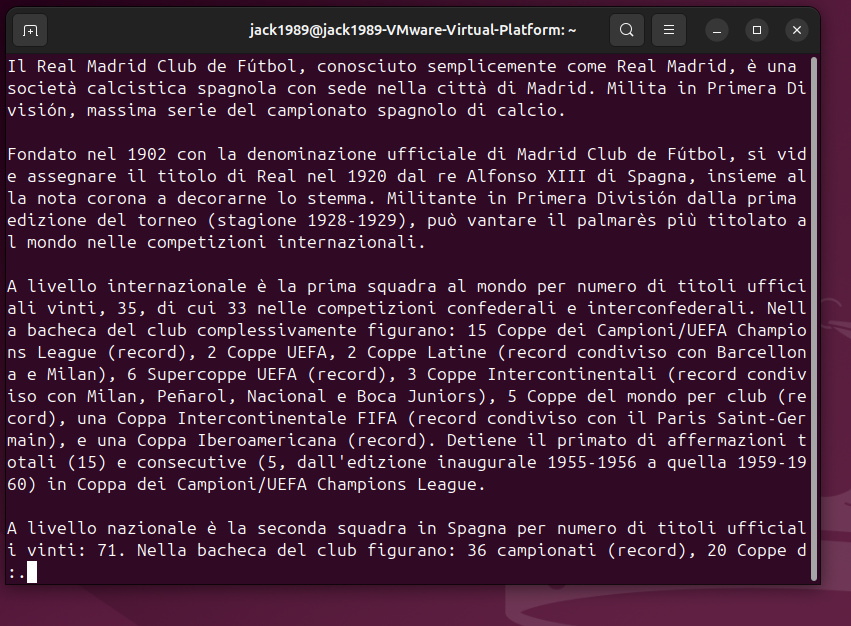 jack1989@jack1989-VMware-Virtual-Platform: ~
Il Real Madrid Club de Fútbol, conosciuto semplicemente come Real Madrid, è una
società calcistica spagnola con sede nella città di Madrid. Milita in Primera Di
visión, massima serie del campionato spagnolo di calcio.
Fondato nel 1902 con la denominazione ufficiale di Madrid Club de Fútbol, si vid
e assegnare il titolo di Real nel 1920 dal re Alfonso XIII di Spagna, insieme al
la nota corona a decorarne lo stemma. Militante in Primera División dalla prima
edizione del torneo (stagione 1928-1929), può vantare il palmarès più titolato a
l mondo nelle competizioni internazionali.
A livello internazionale è la prima squadra al mondo per numero di titoli uffici
ali vinti, 35, di cui 33 nelle competizioni confederali e interconfederali. Nell
a bacheca del club complessivamente figurano: 15 Coppe dei Campioni/UEFA Champio
ns League (record), 2 Coppe UEFA, 2 Coppe Latine (record condiviso con Barcellon
a e Milan), 6 Supercoppe UEFA (record), 3 Coppe Intercontinentali (record condiv
iso con Milan, Peñarol, Nacional e Boca Juniors), 5 Coppe del mondo per club (re
cord), una Coppa Intercontinentale FIFA (record condiviso con il Paris Saint-Ger
main), e una Coppa Iberoamericana (record). Detiene il primato di affermazioni t
otali (15) e consecutive (5, dall'edizione inaugurale 1955-1956 a quella 1959-19
60) in Coppa dei Campioni/UEFA Champions League.
A livello nazionale è la seconda squadra in Spagna per numero di titoli ufficial
i vinti: 71. Nella bacheca del club figurano: 36 campionati (record), 20 Coppe d
:.